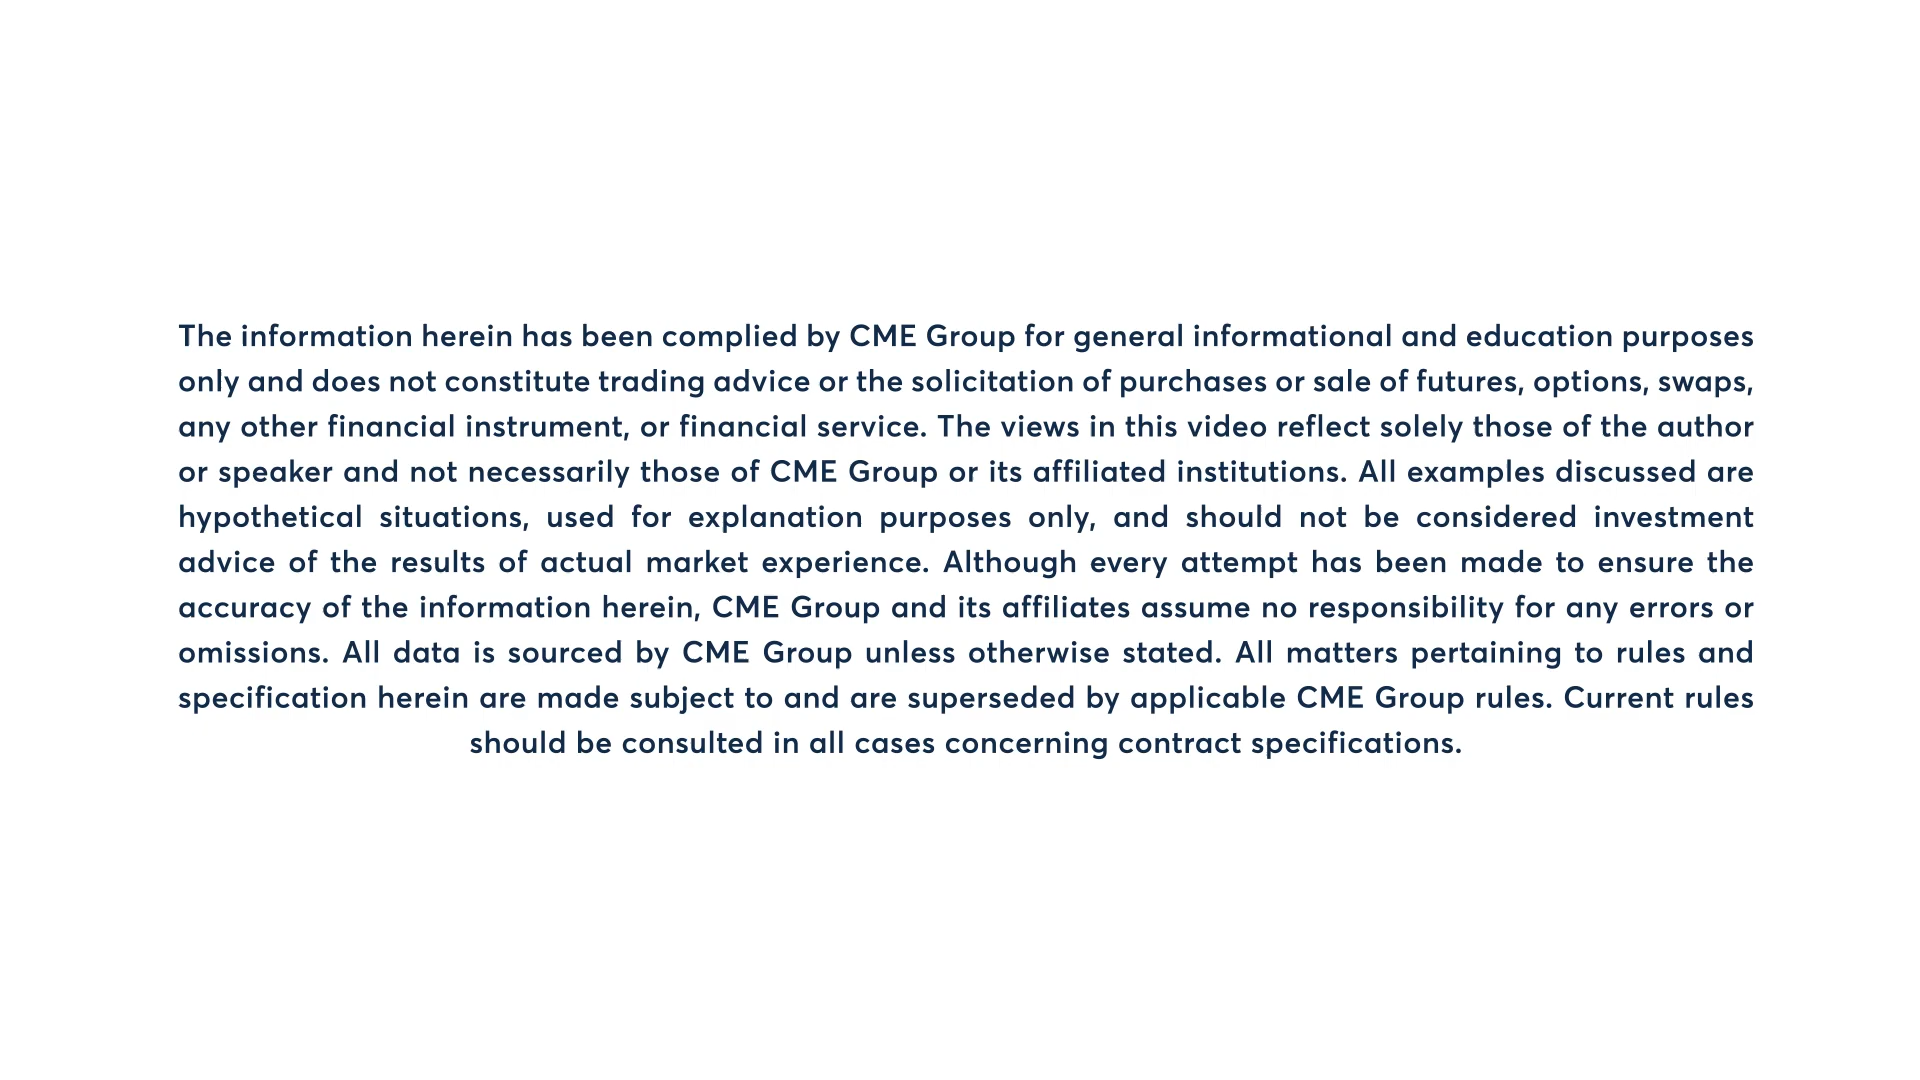 The information herein has been complied by CME Group for general informational and education purposes
only and does not constitute trading advice or the solicitation of purchases or sale of futures, options, swaps,
any other financial instrument, or financial service. The views in this video reflect solely those of the author
or speaker and not necessarily those of CME Group or its affiliated institutions. All examples discussed are
hypothetical situations, used for explanation purposes only, and should not be considered investment
advice of the results of actual market experience. Although every attempt has been made to ensure the
accuracy of the information herein, CME Group and its affiliates assume no responsibility for any errors or
omissions. All data is sourced by CME Group unless otherwise stated. All matters pertaining to rules and
specification herein are made subject to and are superseded by applicable CME Group rules. Current rules
should be consulted in all cases concerning contract specifications.